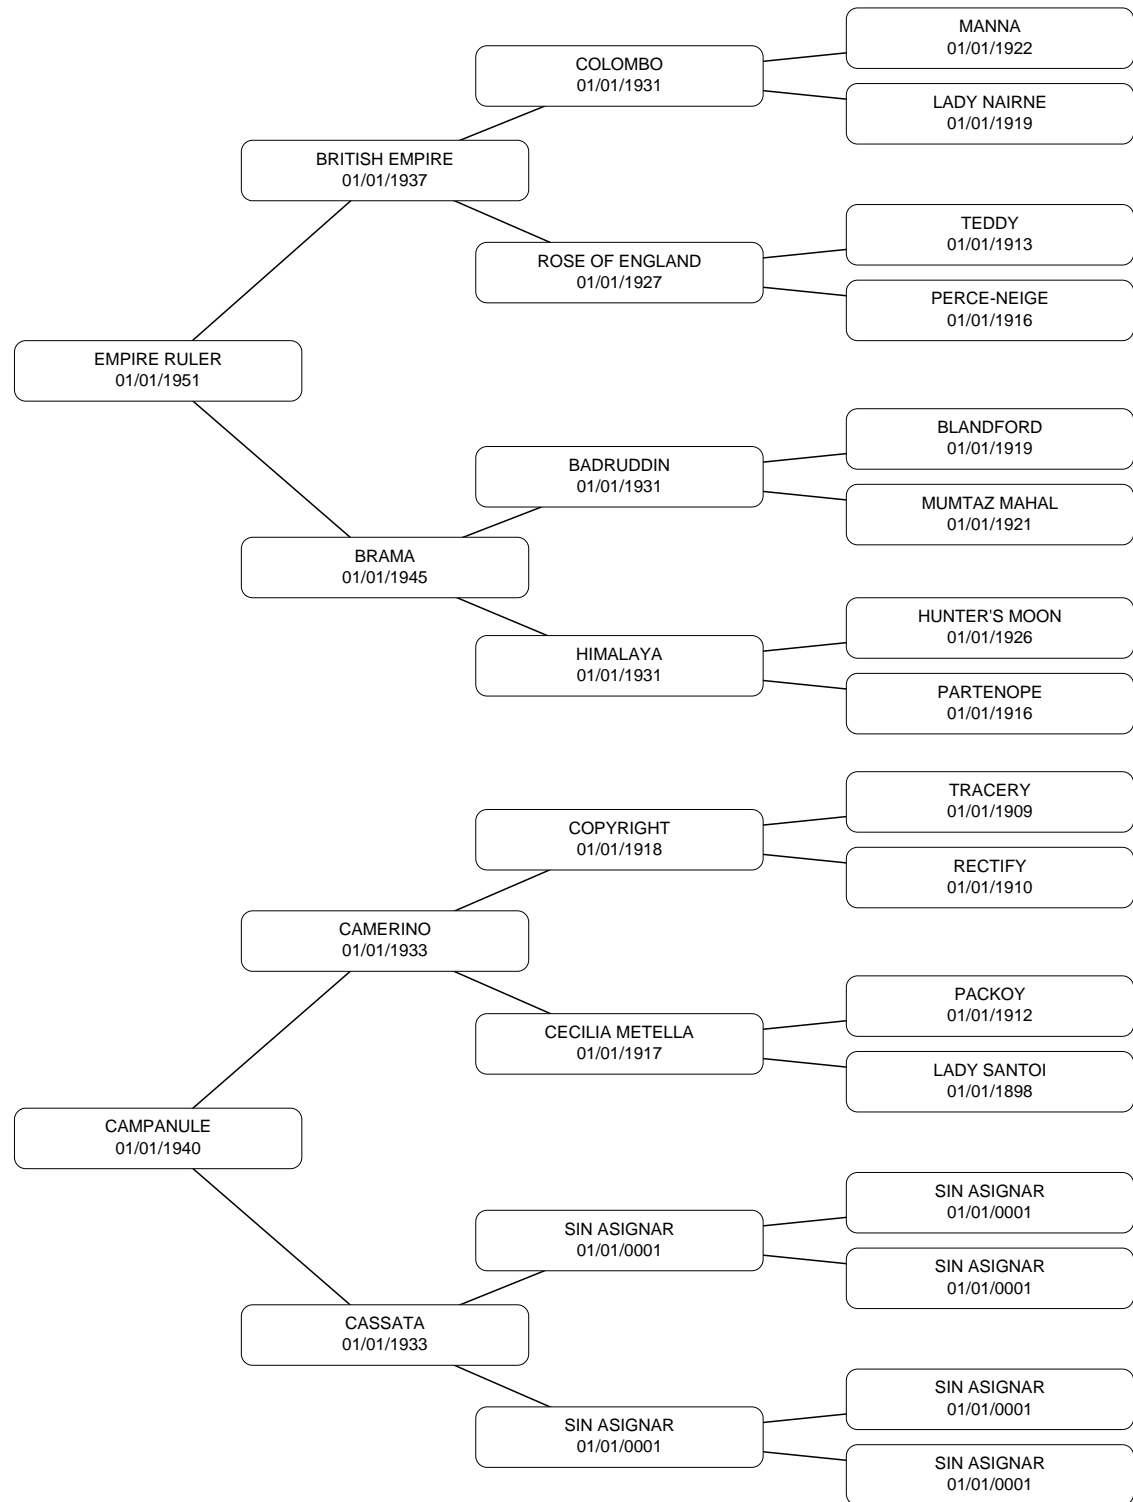 MANNA
01/01/1922
COLOMBO
01/01/1931
LADY NAIRNE
01/01/1919
BRITISH EMPIRE
01/01/1937
TEDDY
01/01/1913
ROSE OF ENGLAND
01/01/1927
PERCE-NEIGE
01/01/1916
EMPIRE RULER
01/01/1951
BLANDFORD
01/01/1919
BADRUDDIN
01/01/1931
MUMTAZ MAHAL
01/01/1921
BRAMA
01/01/1945
HUNTER'S MOON
01/01/1926
HIMALAYA
01/01/1931
PARTENOPE
01/01/1916
TRACERY
01/01/1909
COPYRIGHT
01/01/1918
RECTIFY
01/01/1910
CAMERINO
01/01/1933
PACKOY
01/01/1912
CECILIA METELLA
01/01/1917
LADY SANTOI
01/01/1898
CAMPANULE
01/01/1940
SIN ASIGNAR
01/01/0001
SIN ASIGNAR
01/01/0001
SIN ASIGNAR
01/01/0001
CASSATA
01/01/1933
SIN ASIGNAR
01/01/0001
SIN ASIGNAR
01/01/0001
SIN ASIGNAR
01/01/0001